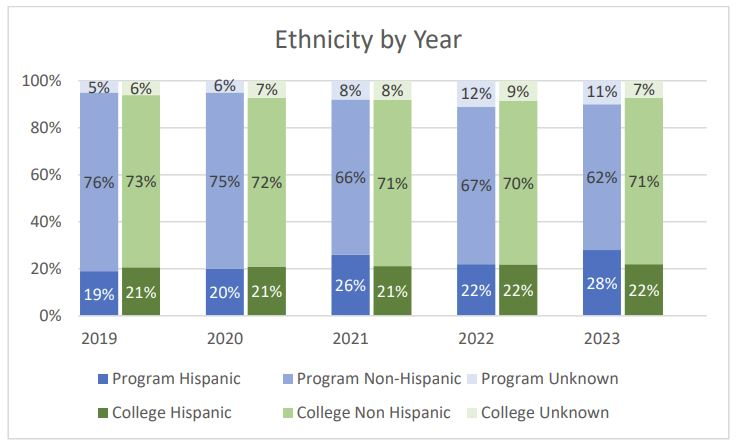 Ethnicity by Year
100%
80%
60%
40%
20%
0%
5% 6% 6% 7% 8% 8% 12% 9% 11% 7%
76% 73% 75% 72% 66% 71% 67% 70% 62% 71%
19% 21% 20% 21% 26% 21% 22% 22% 28% 22%
2019 2020 2021 2022 2023
Program Hispanic Program Non-Hispanic Program Unknown
College Hispanic College Non Hispanic College Unknown